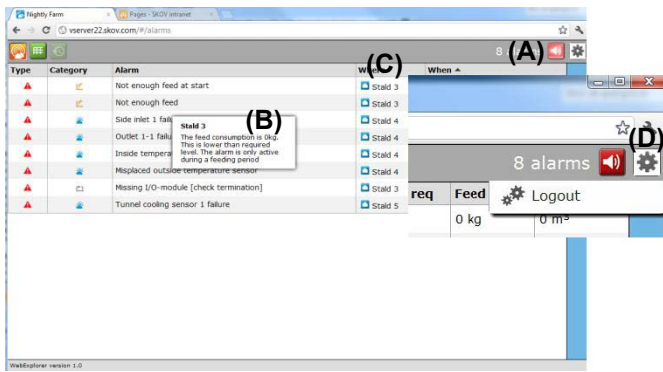 Nightly Farm
Pages - SKOV intranet
vserver22.skov.com/#/alarms
8 alarms (A)
(C)
Type Category Alarm When
Not enough feed at start Stald 3
Not enough feed Stald 3
Side inlet 1 Stald 4
Outlet 1-1 Stald 4
Inside Stald 4
Misplaced outside temperature sensor Stald 4
Missing I/O-module [check termination] Stald 3
Tunnel cooling sensor 1 failure Stald 5
Stald 3 (B)
The feed consumption is 0kg.
This is lower than required
level. The alarm is only active
during a feeding period
(D)
8 alarms
req Feed
Logout
0 kg 0 m³
WebExplorer version 1.0